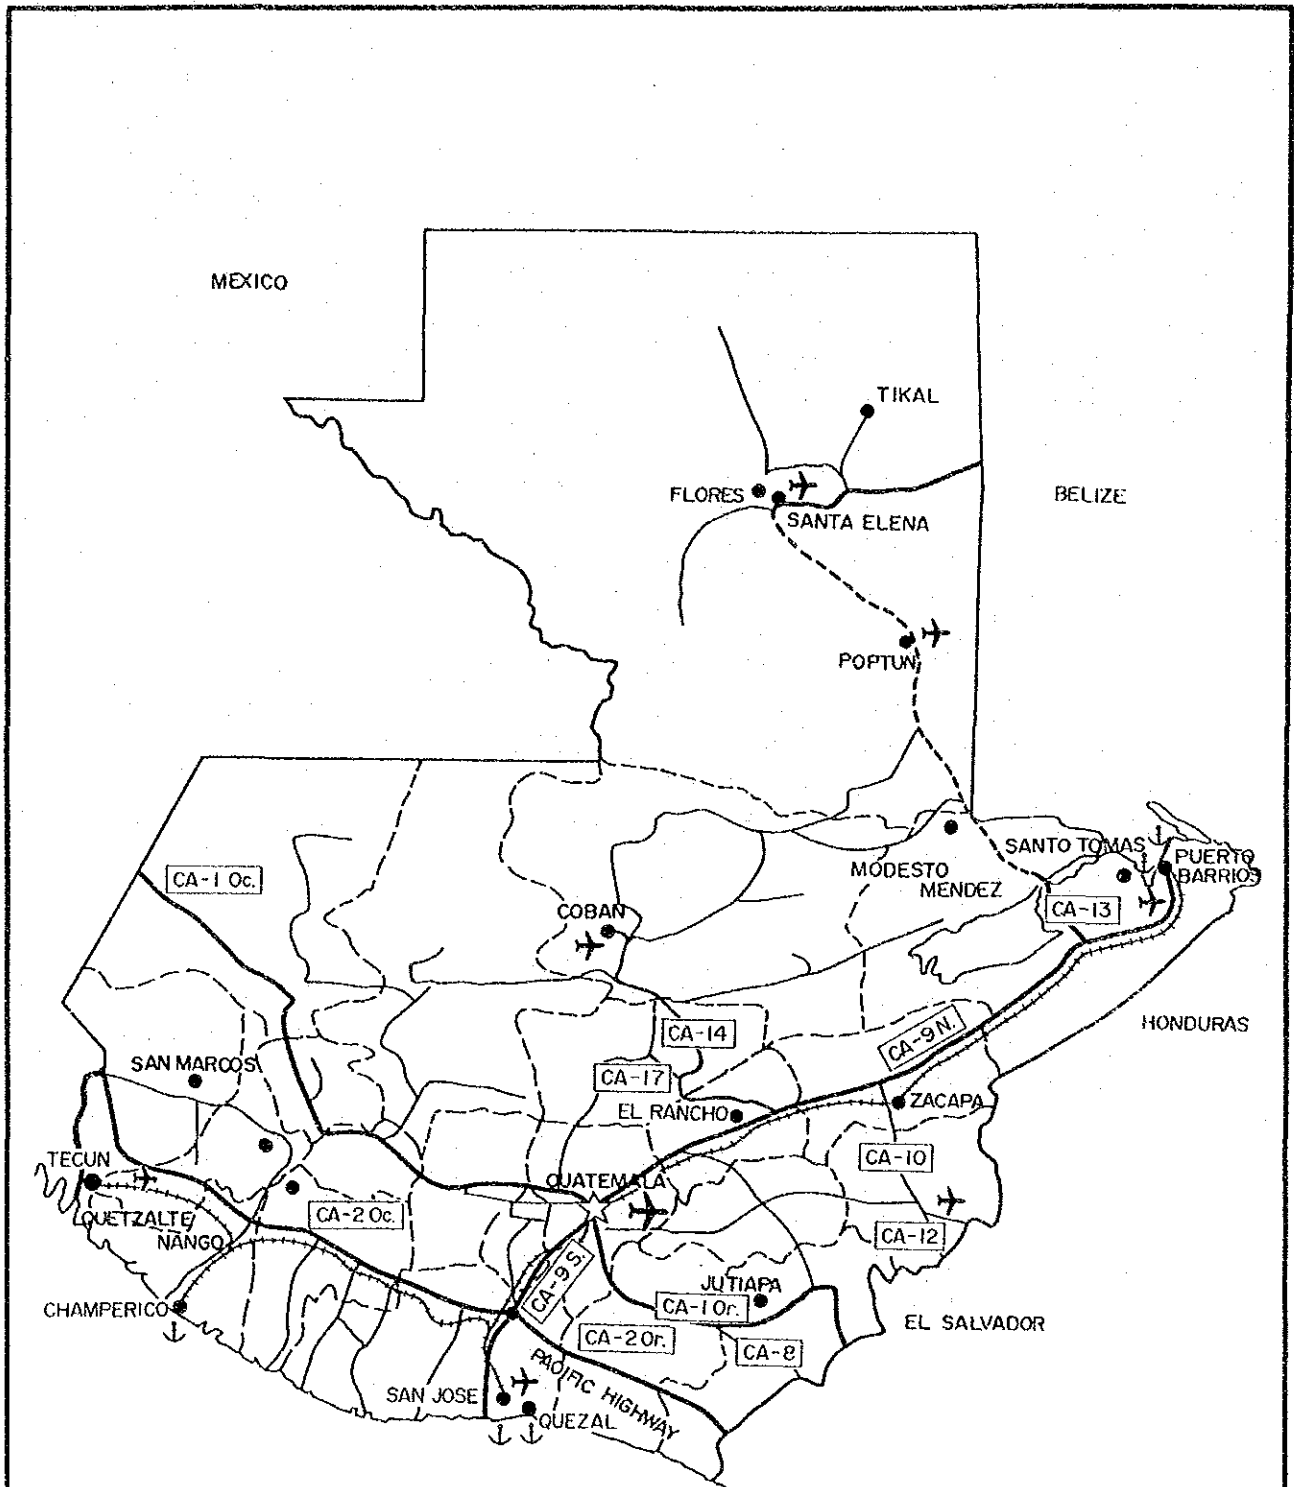 MEXICO
TIKAL
FLORES
BELIZE
SANTA ELENA
POPTUN
SANTO TOMAS
PUERTO
BARRIOS
MODESTO
MENDEZ
CA-1 Oc.
CA-13
COBAN
CA-14
CA-9 N.
HONDURAS
SAN MARCOS
CA-17
EL RANCHO
ZACAPA
TECUN
CA-10
GUATEMALA
QUETZALTE
NANGO
CA-2 Oc.
CA-12
CA-9 S.
JUTIAPA
CHAMPERICO
CA-1 Or.
EL SALVADOR
CA-2 Or.
CA-8
PACIFIC HIGHWAY
SAN JOSE
QUEZAL